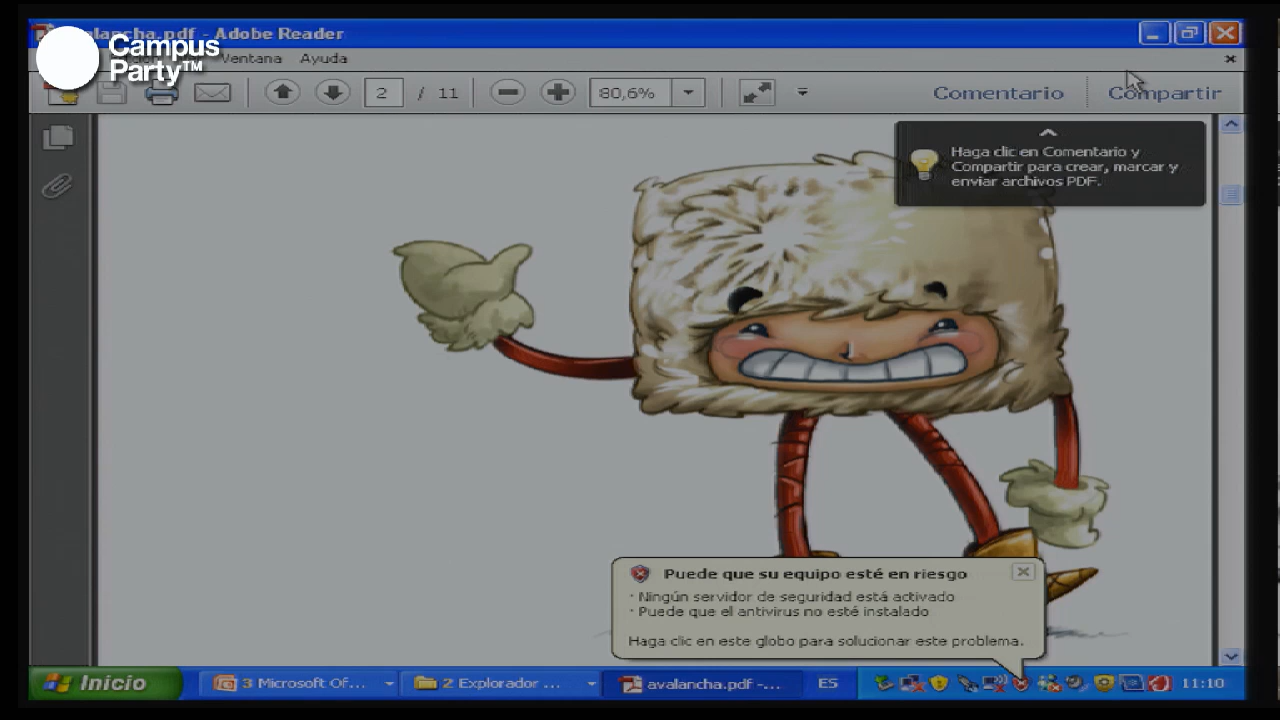 avalancha.pdf - Adobe Reader
Campus
Party™
Ventana Ayuda
2 / 11
80,6%
Comentario
Compartir
Haga clic en Comentario y
Compartir para crear, marcar y
enviar archivos PDF.
Puede que su equipo esté en riesgo
· Ningún servidor de seguridad está activado
· Puede que el antivirus no esté instalado
Haga clic en este globo para solucionar este problema.
Inicio
3 Microsoft Of...
2 Explorador ...
avalancha.pdf -...
ES
11:10